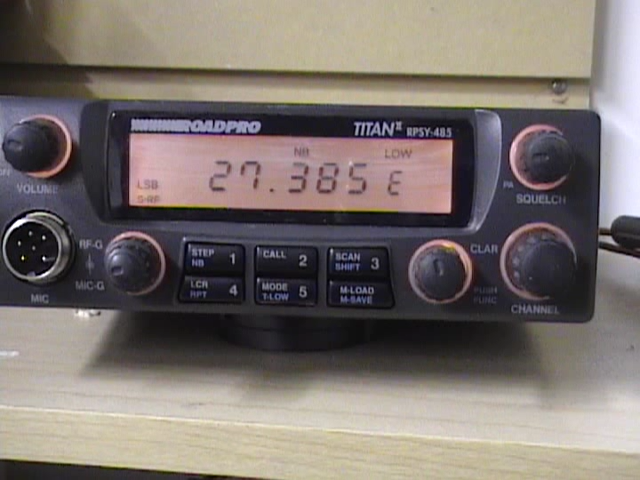 ROADPRO TITAN II RPSY-485
NB LOW
LSB 27.385 E
S-RF
VOLUME
PA
SQUELCH
RF-G
MIC-G
MIC
STEP 1
NB
CALL 2
SCAN 3
SHIFT
LCR 4
RPT
MODE 5
T-LOW
M-LOAD
M-SAVE
CLAR
PUSH
FUNC
CHANNEL